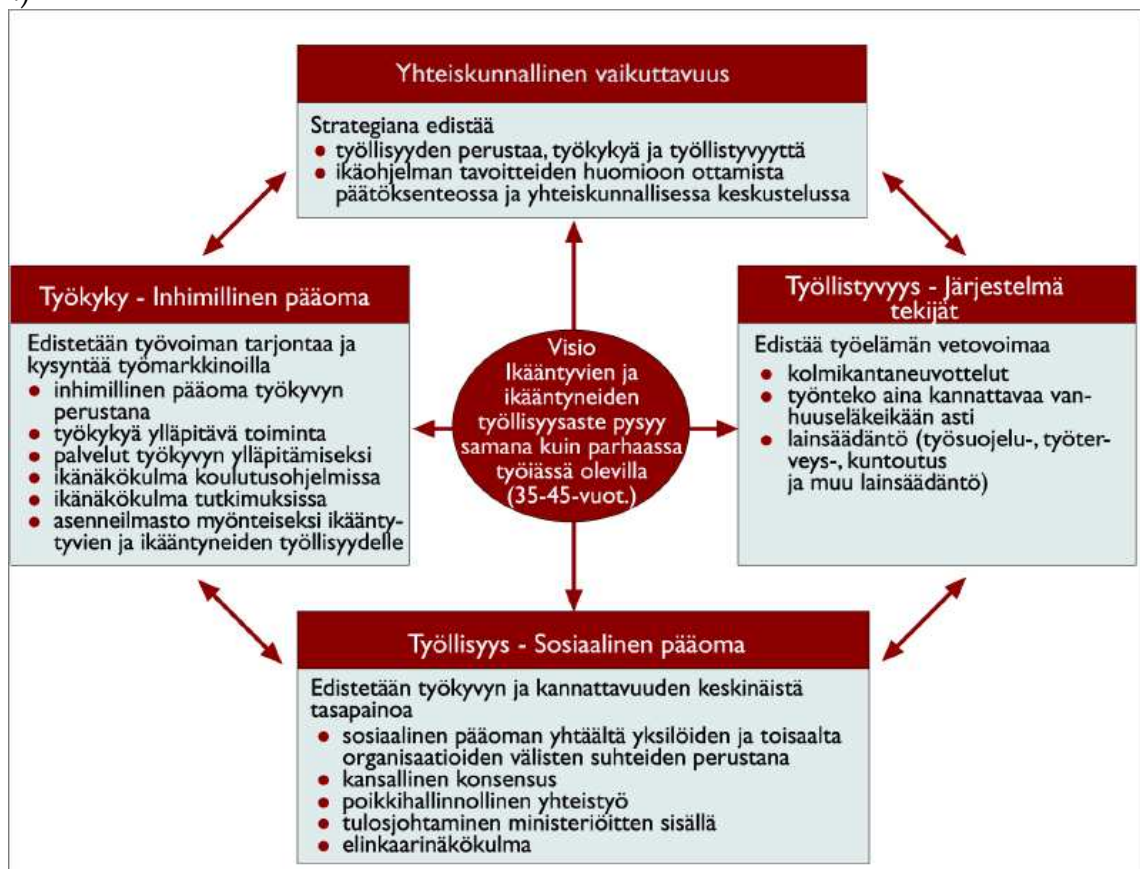 Yhteiskunnallinen vaikuttavuus
Strategiana edistää
• työllisyyden perustaa, työkykyä ja työllistyvyyttä
• ikäohjelman tavoitteiden huomioon ottamista
päätöksenteossa ja yhteiskunnallisessa keskustelussa
Työkyky - Inhimillinen pääoma
Edistetään työvoiman tarjontaa ja
kysyntää työmarkkinoilla
• inhimillinen pääoma työkyvyn
perustana
• työkykyä ylläpitävä toiminta
• palvelut työkyvyn ylläpitämiseksi
• ikänäkökulma koulutusohjelmissa
• ikänäkökulma tutkimuksissa
• asenneilmasto myönteiseksi ikäänty-
tyvien ja ikääntyneiden työllisyydelle
Visio
Ikääntyvien ja
ikääntyneiden
työllisyysaste pysyy
samana kuin parhaassa
työiässä olevilla
(35-45-vuot.)
Työllistyvyys - Järjestelmä
tekijät
Edistää työelämän vetovoimaa
• kolmikantaneuvottelut
• työnteko aina kannattavaa van-
huuseläkeikään asti
• lainsäädäntö (työsuojelu-, työter-
veys-, kuntoutus
ja muu lainsäädäntö)
Työllisyys - Sosiaalinen pääoma
Edistetään työkyvyn ja kannattavuuden keskinäistä
tasapainoa
• sosiaalinen pääoman yhtäältä yksilöiden ja toisaalta
organisaatioiden välisten suhteiden perustana
• kansallinen konsensus
• poikkihallinnollinen yhteistyö
• tulosjohtaminen ministeriöitten sisällä
• elinkaarinäkökulma